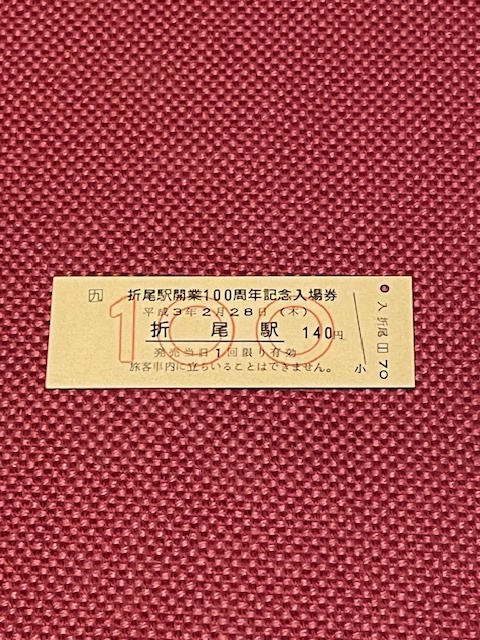 九
折尾駅開業100周年記念入場券
平成3年2月28日(木)
折尾駅 140円
発売当日1回限り有効
旅客車内に立ちいることはできません。
100
小
入 折尾 日 70